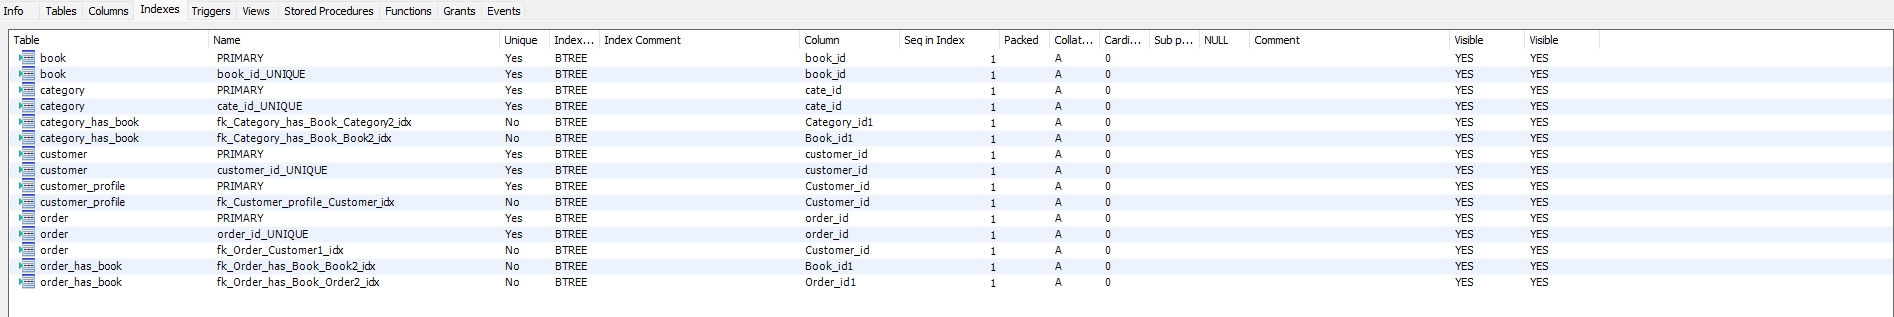 Info Tables Columns Indexes Triggers Views Stored Procedures Functions Grants Events
Table Name Unique Index... Index Comment Column Seq in Index Packed Collat... Cardi... Sub p... NULL Comment Visible Visible
book PRIMARY Yes BTREE book_id 1 A 0 YES YES
book book_id_UNIQUE Yes BTREE book_id 1 A 0 YES YES
category PRIMARY Yes BTREE cate_id 1 A 0 YES YES
category cate_id_UNIQUE Yes BTREE cate_id 1 A 0 YES YES
category_has_book fk_Category_has_Book_Category2_idx No BTREE Category_id1 1 A 0 YES YES
category_has_book fk_Category_has_Book_Book2_idx No BTREE Book_id1 1 A 0 YES YES
customer PRIMARY Yes BTREE customer_id 1 A 0 YES YES
customer customer_id_UNIQUE Yes BTREE customer_id 1 A 0 YES YES
customer_profile PRIMARY Yes BTREE Customer_id 1 A 0 YES YES
customer_profile fk_Customer_profile_Customer_idx No BTREE Customer_id 1 A 0 YES YES
order PRIMARY Yes BTREE order_id 1 A 0 YES YES
order order_id_UNIQUE Yes BTREE order_id 1 A 0 YES YES
order fk_Order_Customer1_idx No BTREE Customer_id 1 A 0 YES YES
order_has_book fk_Order_has_Book_Book2_idx No BTREE Book_id1 1 A 0 YES YES
order_has_book fk_Order_has_Book_Order2_idx No BTREE Order_id1 1 A 0 YES YES